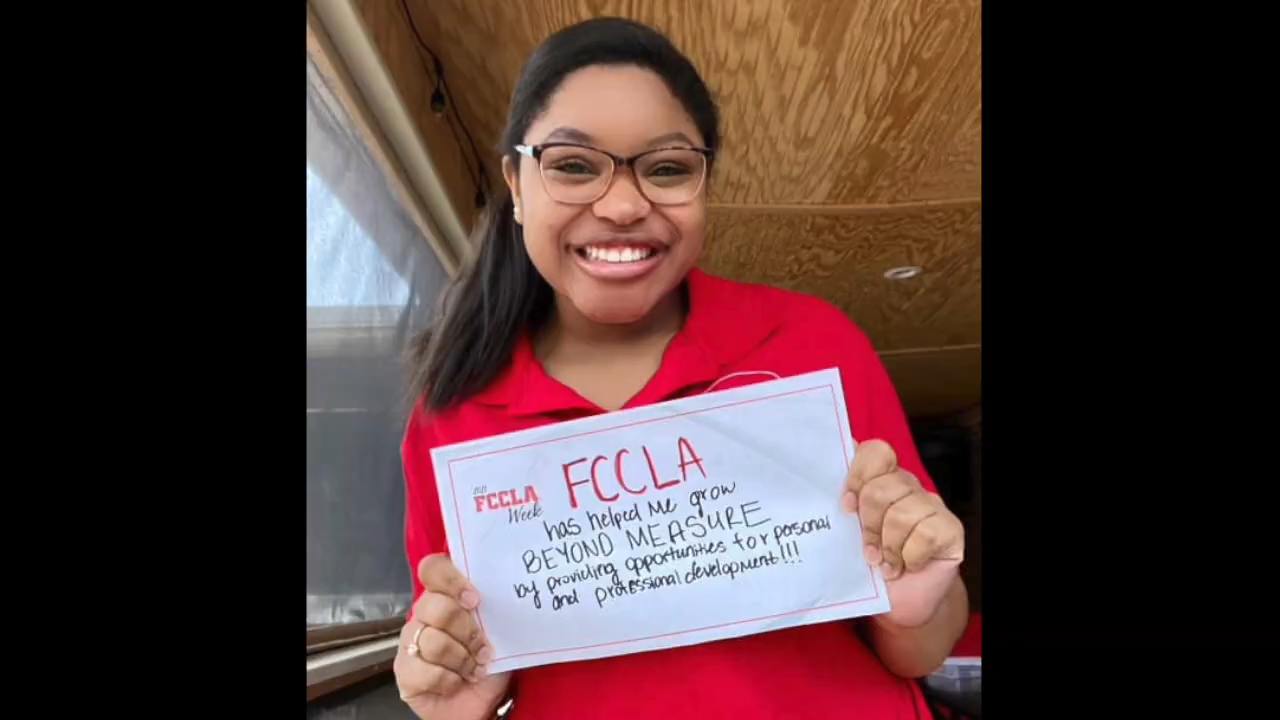 FCCLA
Week
FCCLA
has helped me grow
BEYOND MEASURE
by providing opportunities for personal
and professional development!!!